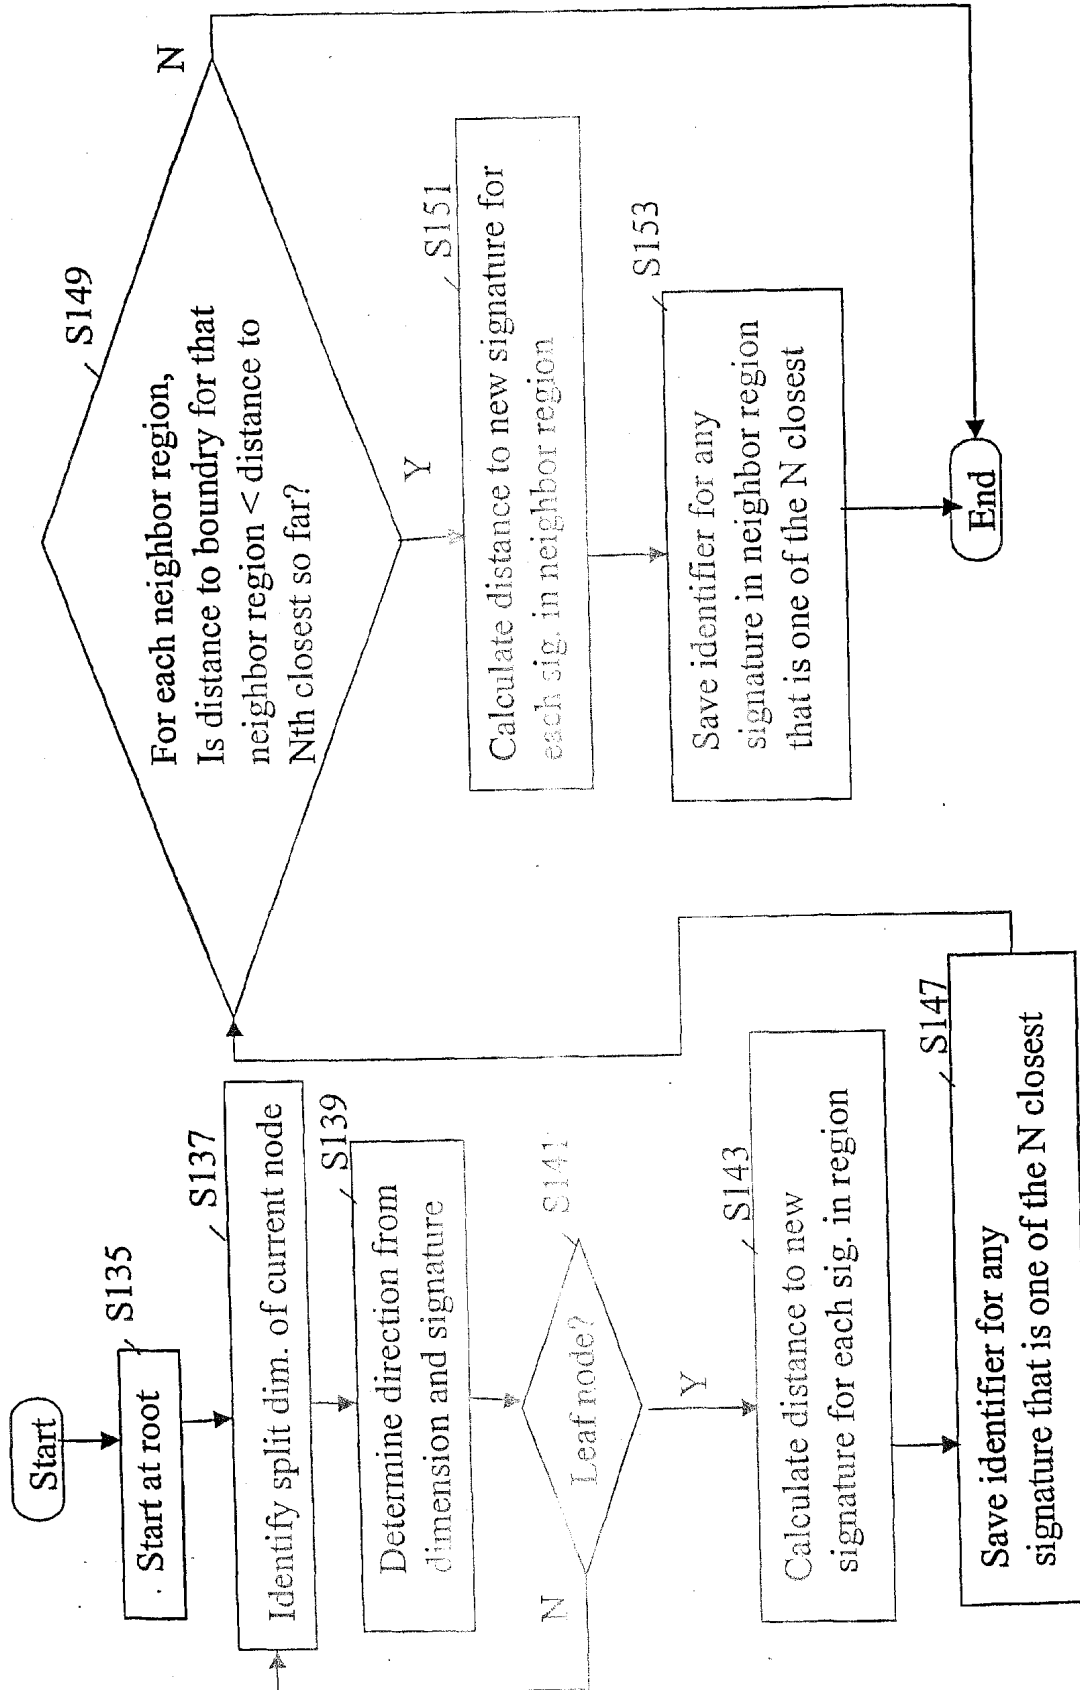 Start
S135
Start at root
S137
Identify split dim. of current node
S139
Determine direction from
dimension and signature
S141
Leaf node?
N
Y
S143
Calculate distance to new
signature for each sig. in region
S147
Save identifier for any
signature that is one of the N closest
S149
For each neighbor region,
Is distance to boundry for that
neighbor region < distance to
Nth closest so far?
N
Y
S151
Calculate distance to new signature for
each sig. in neighbor region
S153
Save identifier for any
signature in neighbor region
that is one of the N closest
End